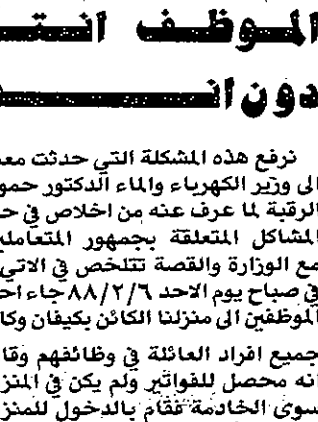 الموظف انتـ
دون انـ
نرفع هذه المشكلة التي حدثت معـ
الى وزير الكهرباء والماء الدكتور حمو
الرقبة لما عرف عنه من اخلاص في حـ
المشاكل المتعلقة بجمهور المتعاملـ
مع الوزارة والقصة تتلخص في الاتي
في صباح يوم الاحد ٨٨/٢/٦ جاء احـ
الموظفين الى منزلنا الكائن بكيفان وكا
جميع افراد العائلة في وظائفهم وقا
انه محصل للفواتير ولم يكن في المنز
سوى الخادمة فقام بالدخول للمنز